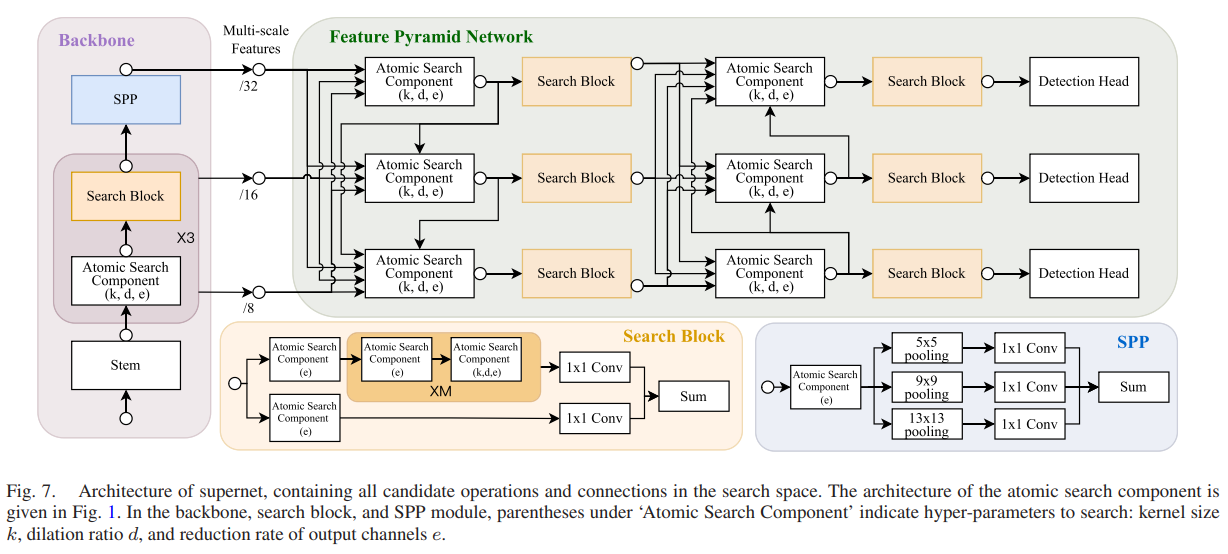 Backbone
SPP
Search Block
X3
Atomic Search
Component
(k, d, e)
Stem
Multi-scale
Features
/32
/16
/8
Feature Pyramid Network
Atomic Search
Component
(k, d, e)
Search Block
Atomic Search
Component
(k, d, e)
Search Block
Detection Head
Atomic Search
Component
(k, d, e)
Search Block
Atomic Search
Component
(k, d, e)
Search Block
Detection Head
Atomic Search
Component
(k, d, e)
Search Block
Atomic Search
Component
(k, d, e)
Search Block
Detection Head
Search Block
Atomic Search
Component
(e)
Atomic Search
Component
(e)
Atomic Search
Component
(k,d,e)
XM
1x1 Conv
Atomic Search
Component
(e)
1x1 Conv
Sum
SPP
Atomic Search
Component
(e)
5x5
pooling
1x1 Conv
9x9
pooling
1x1 Conv
13x13
pooling
1x1 Conv
Sum
Fig. 7. Architecture of supernet, containing all candidate operations and connections in the search space. The architecture of the atomic search component is
given in Fig. 1. In the backbone, search block, and SPP module, parentheses under ‘Atomic Search Component’ indicate hyper-parameters to search: kernel size
k, dilation ratio d, and reduction rate of output channels e.